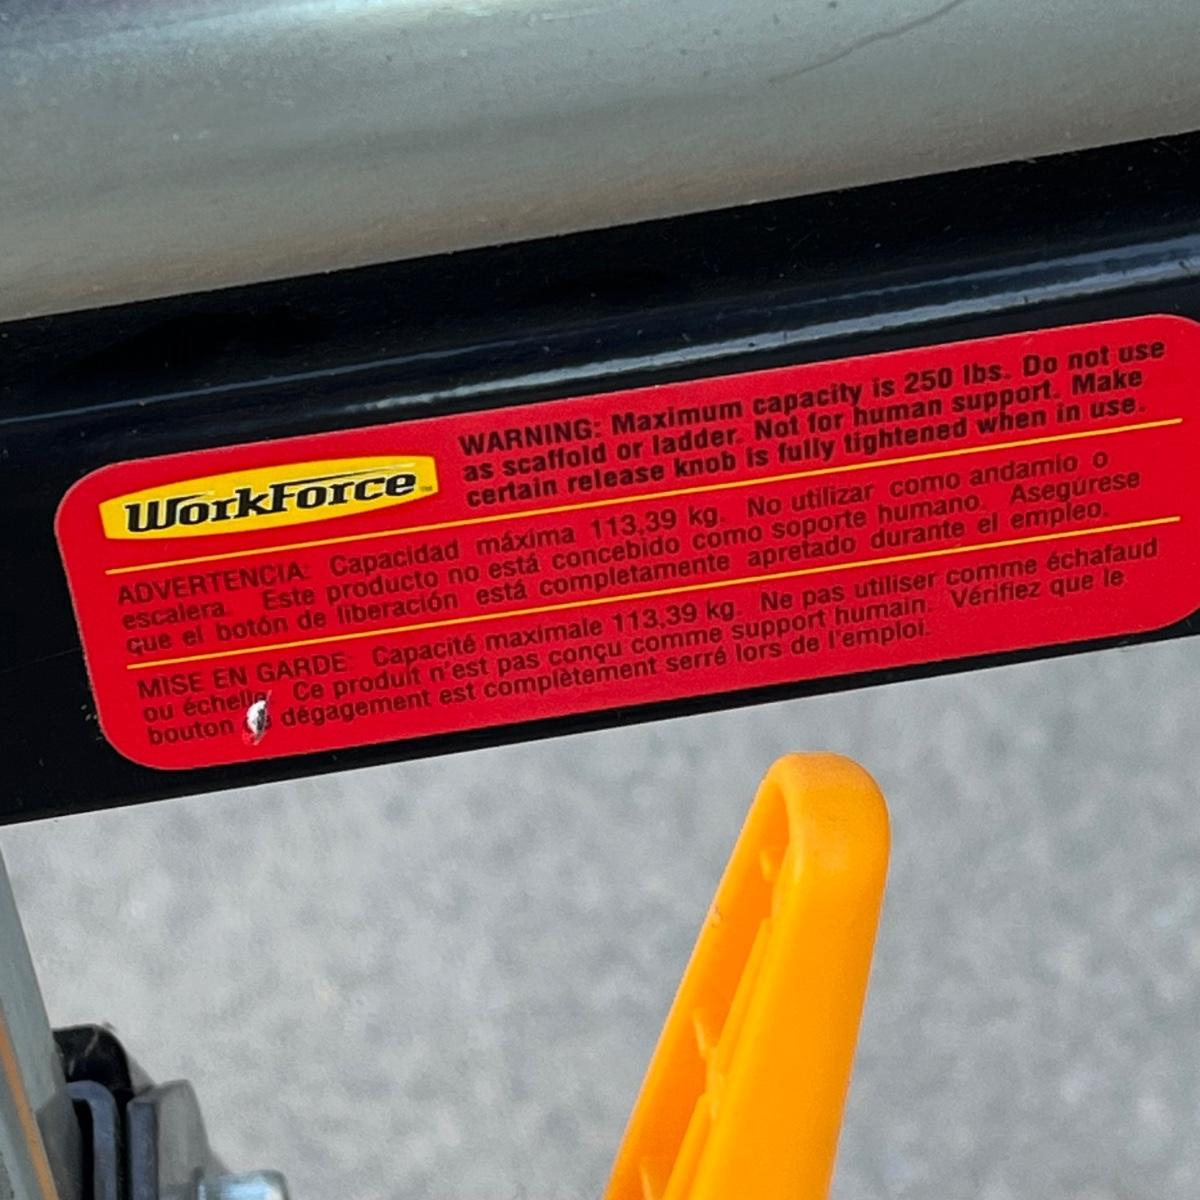 WorkForce™
WARNING: Maximum capacity is 250 lbs. Do not use
as scaffold or ladder. Not for human support. Make
certain release knob is fully tightened when in use.
ADVERTENCIA: Capacidad máxima 113,39 kg. No utilizar como andamio o
escalera. Este producto no está concebido como soporte humano. Asegúrese
que el botón de liberación está completamente apretado durante el empleo.
MISE EN GARDE: Capacité maximale 113,39 kg. Ne pas utiliser comme échafaud
ou échelle. Ce produit n'est pas conçu comme support humain. Vérifiez que le
bouton dégagement est complètement serré lors de l'emploi.